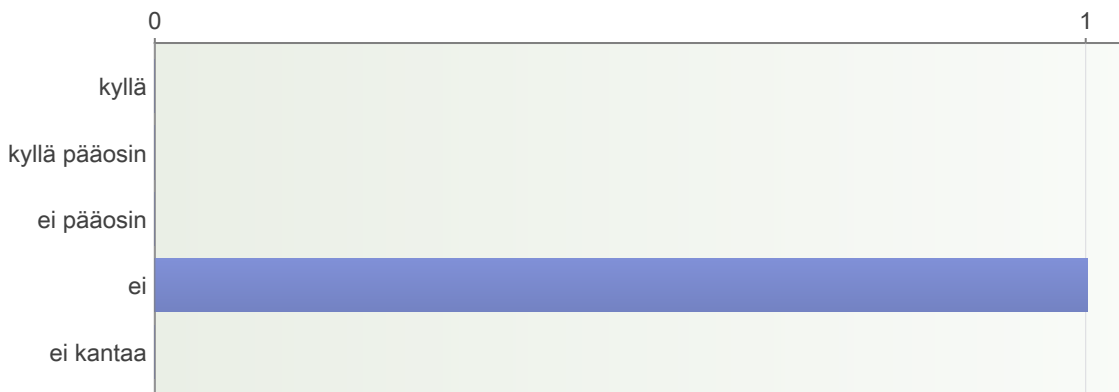 0 1
kyllä
kyllä pääosin
ei pääosin
ei
ei kantaa